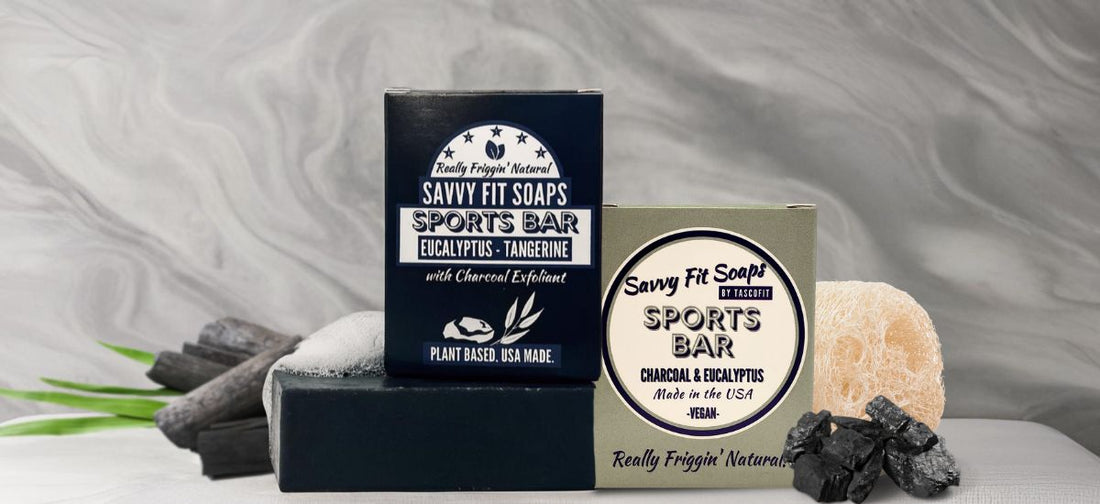 Really Friggin' Natural
SAVVY FIT SOAPS
SPORTS BAR
EUCALYPTUS - TANGERINE
with Charcoal Exfoliant
PLANT BASED. USA MADE.
Savvy Fit Soaps
BY TASCOFIT
SPORTS
BAR
CHARCOAL & EUCALYPTUS
Made in the USA
-VEGAN-
Really Friggin' Natural.